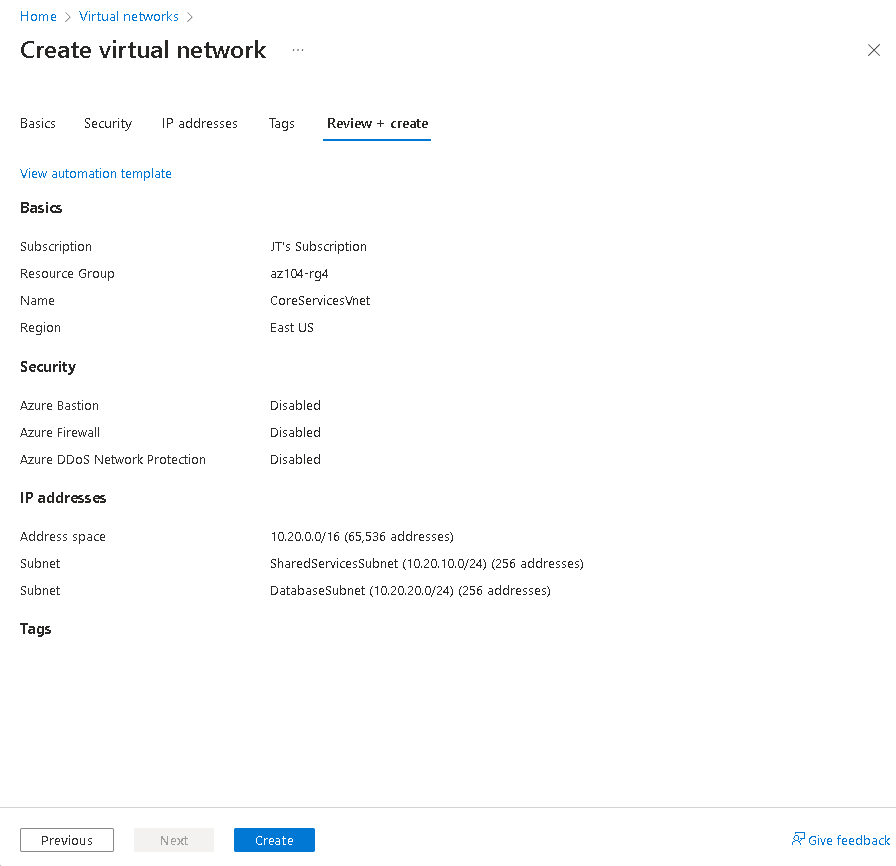 Home > Virtual networks >
Create virtual network ...
Basics Security IP addresses Tags Review + create
View automation template
Basics
Subscription JT's Subscription
Resource Group az104-rg4
Name CoreServicesVnet
Region East US
Security
Azure Bastion Disabled
Azure Firewall Disabled
Azure DDoS Network Protection Disabled
IP addresses
Address space 10.20.0.0/16 (65,536 addresses)
Subnet SharedServicesSubnet (10.20.10.0/24) (256 addresses)
Subnet DatabaseSubnet (10.20.20.0/24) (256 addresses)
Tags
Previous Next Create Give feedback